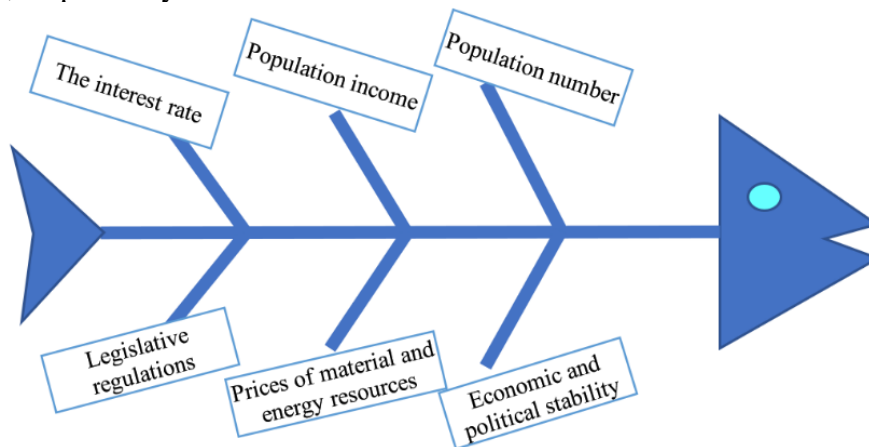 The interest rate
Population income
Population number
Legislative
regulations
Prices of material and
energy resources
Economic and
political stability